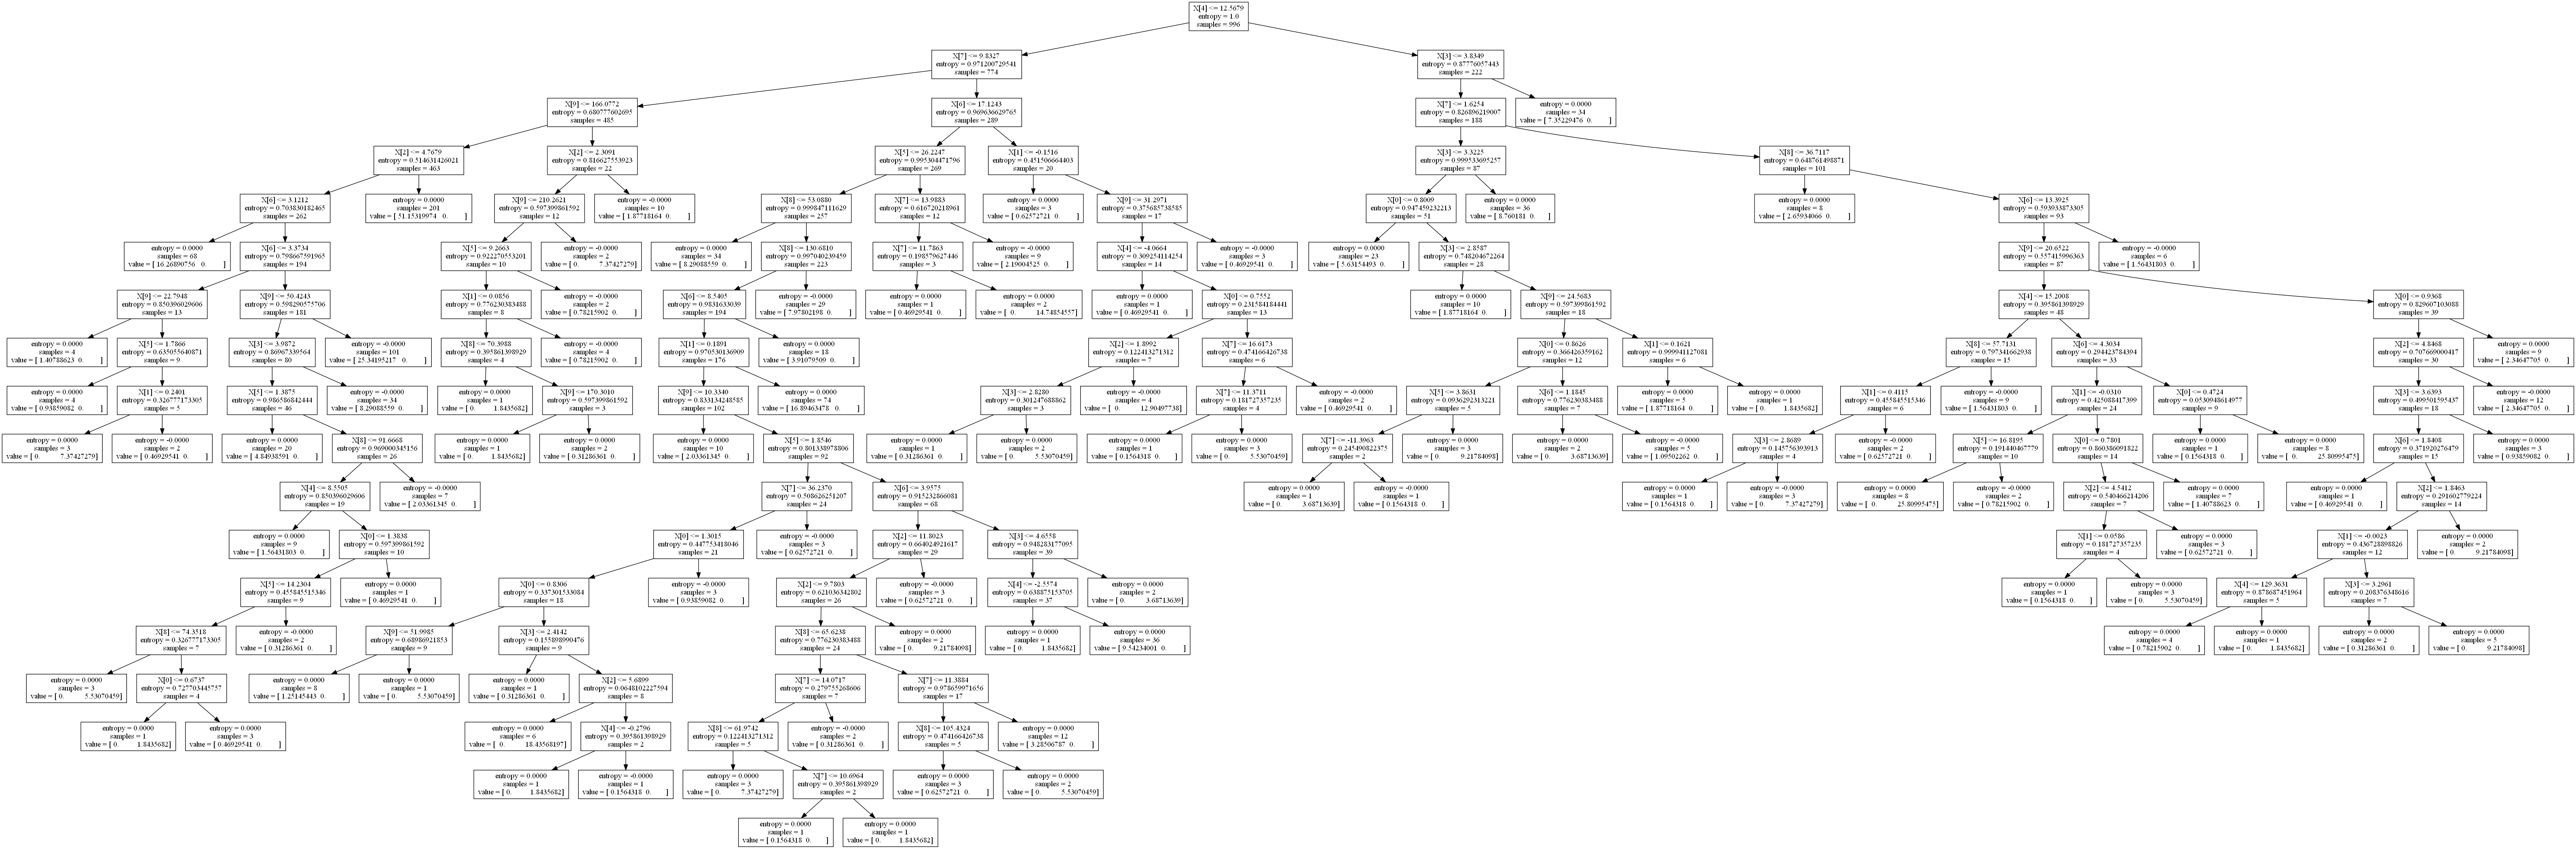 X[4] <= 12.5679
entropy = 1.0
samples = 996
X[7] <= 9.8327
entropy = 0.971200729541
samples = 774
X[3] <= 3.8349
entropy = 0.87776057443
samples = 222
X[9] <= 166.0772
entropy = 0.680777602695
samples = 485
X[6] <= 17.1243
entropy = 0.969636629765
samples = 289
X[7] <= 1.6254
entropy = 0.826896219007
samples = 188
entropy = 0.0000
samples = 34
value = [ 7.35229476 0. ]
X[2] <= 4.7679
entropy = 0.514631426021
samples = 463
X[2] <= 2.3091
entropy = 0.816627553923
samples = 22
X[5] <= 26.2247
entropy = 0.995304471796
samples = 269
X[1] <= -0.1516
entropy = 0.451506664403
samples = 20
X[3] <= 3.3225
entropy = 0.999533695257
samples = 87
X[8] <= 36.7117
entropy = 0.648761498871
samples = 101
X[6] <= 3.1212
entropy = 0.703830182465
samples = 262
entropy = 0.0000
samples = 201
value = [ 51.15319974 0. ]
X[9] <= 210.2621
entropy = 0.597399861592
samples = 12
entropy = -0.0000
samples = 10
value = [ 1.87718164 0. ]
X[8] <= 53.0880
entropy = 0.999847111629
samples = 257
X[7] <= 13.9883
entropy = 0.616720218961
samples = 12
entropy = 0.0000
samples = 3
value = [ 0.62572721 0. ]
X[9] <= 31.2971
entropy = 0.375685738585
samples = 17
X[0] <= 0.8009
entropy = 0.947459232213
samples = 51
entropy = 0.0000
samples = 36
value = [ 8.760181 0. ]
entropy = 0.0000
samples = 8
value = [ 2.65934066 0. ]
X[6] <= 13.3925
entropy = 0.593933873305
samples = 93
entropy = 0.0000
samples = 68
value = [ 16.26890756 0. ]
X[6] <= 3.3734
entropy = 0.798667591965
samples = 194
X[5] <= 9.2663
entropy = 0.922270553201
samples = 10
entropy = -0.0000
samples = 2
value = [ 0. 7.37427279]
entropy = 0.0000
samples = 34
value = [ 8.29088559 0. ]
X[8] <= 130.6810
entropy = 0.997040239459
samples = 223
X[7] <= 11.7863
entropy = 0.198579627446
samples = 3
entropy = -0.0000
samples = 9
value = [ 2.19004525 0. ]
X[4] <= -4.0664
entropy = 0.309254114254
samples = 14
entropy = -0.0000
samples = 3
value = [ 0.46929541 0. ]
entropy = 0.0000
samples = 23
value = [ 5.63154493 0. ]
X[3] <= 2.8587
entropy = 0.748204672264
samples = 28
X[9] <= 20.6522
entropy = 0.557415996363
samples = 87
entropy = -0.0000
samples = 6
value = [ 1.56431803 0. ]
X[9] <= 22.7948
entropy = 0.850396029606
samples = 13
X[9] <= 50.4243
entropy = 0.598290575706
samples = 181
X[1] <= 0.0856
entropy = 0.776230383488
samples = 8
entropy = -0.0000
samples = 2
value = [ 0.78215902 0. ]
X[6] <= 8.5405
entropy = 0.9831633039
samples = 194
entropy = -0.0000
samples = 29
value = [ 7.97802198 0. ]
entropy = 0.0000
samples = 1
value = [ 0.46929541 0. ]
entropy = 0.0000
samples = 2
value = [ 0. 14.74854557]
entropy = 0.0000
samples = 1
value = [ 0.46929541 0. ]
X[0] <= 0.7552
entropy = 0.231584184441
samples = 13
entropy = 0.0000
samples = 10
value = [ 1.87718164 0. ]
X[9] <= 24.5683
entropy = 0.597399861592
samples = 18
X[4] <= 15.2008
entropy = 0.395861398929
samples = 48
X[0] <= 0.9368
entropy = 0.829607103088
samples = 39
entropy = 0.0000
samples = 4
value = [ 1.40788623 0. ]
X[5] <= 1.7866
entropy = 0.635055640871
samples = 9
X[3] <= 3.9872
entropy = 0.86967339564
samples = 80
entropy = -0.0000
samples = 101
value = [ 25.34195217 0. ]
X[8] <= 70.3988
entropy = 0.395861398929
samples = 4
entropy = -0.0000
samples = 4
value = [ 0.78215902 0. ]
X[1] <= 0.1891
entropy = 0.970530136909
samples = 176
entropy = 0.0000
samples = 18
value = [ 3.91079509 0. ]
X[2] <= 1.8992
entropy = 0.122413271312
samples = 7
X[7] <= 16.6173
entropy = 0.474166426738
samples = 6
X[0] <= 0.8626
entropy = 0.366426359162
samples = 12
X[1] <= 0.1621
entropy = 0.999941127081
samples = 6
X[8] <= 57.7131
entropy = 0.797341662938
samples = 15
X[6] <= 4.3034
entropy = 0.294423784394
samples = 33
X[2] <= 4.8468
entropy = 0.707669000417
samples = 30
entropy = 0.0000
samples = 9
value = [ 2.34647705 0. ]
entropy = 0.0000
samples = 4
value = [ 0.93859082 0. ]
X[1] <= 0.2401
entropy = 0.326777173305
samples = 5
X[5] <= 1.3875
entropy = 0.986586842444
samples = 46
entropy = -0.0000
samples = 34
value = [ 8.29088559 0. ]
entropy = 0.0000
samples = 1
value = [ 0. 1.8435682]
X[9] <= 170.3010
entropy = 0.597399861592
samples = 3
X[9] <= 10.3340
entropy = 0.833134248585
samples = 102
entropy = 0.0000
samples = 74
value = [ 16.89463478 0. ]
X[3] <= 2.8280
entropy = 0.301247688862
samples = 3
entropy = -0.0000
samples = 4
value = [ 0. 12.90497738]
X[7] <= 11.3711
entropy = 0.181727357235
samples = 4
entropy = -0.0000
samples = 2
value = [ 0.46929541 0. ]
X[5] <= 3.8631
entropy = 0.0936292313221
samples = 5
X[6] <= 1.1845
entropy = 0.776230383488
samples = 7
entropy = 0.0000
samples = 5
value = [ 1.87718164 0. ]
entropy = 0.0000
samples = 1
value = [ 0. 1.8435682]
X[1] <= 0.4115
entropy = 0.455845515346
samples = 6
entropy = -0.0000
samples = 9
value = [ 1.56431803 0. ]
X[1] <= -0.0310
entropy = 0.425088417399
samples = 24
X[0] <= 0.4724
entropy = 0.0530948614977
samples = 9
X[3] <= 3.6393
entropy = 0.499501595437
samples = 18
entropy = -0.0000
samples = 12
value = [ 2.34647705 0. ]
entropy = 0.0000
samples = 3
value = [ 0. 7.37427279]
entropy = -0.0000
samples = 2
value = [ 0.46929541 0. ]
entropy = 0.0000
samples = 20
value = [ 4.84938591 0. ]
X[8] <= 91.6668
entropy = 0.969000345156
samples = 26
entropy = 0.0000
samples = 1
value = [ 0. 1.8435682]
entropy = 0.0000
samples = 2
value = [ 0.31286361 0. ]
entropy = 0.0000
samples = 10
value = [ 2.03361345 0. ]
X[5] <= 1.8546
entropy = 0.801338978806
samples = 92
entropy = 0.0000
samples = 1
value = [ 0.31286361 0. ]
entropy = 0.0000
samples = 2
value = [ 0. 5.53070459]
entropy = 0.0000
samples = 1
value = [ 0.1564318 0. ]
entropy = 0.0000
samples = 3
value = [ 0. 5.53070459]
X[7] <= -11.3963
entropy = 0.245490822375
samples = 2
entropy = 0.0000
samples = 3
value = [ 0. 9.21784098]
entropy = 0.0000
samples = 2
value = [ 0. 3.68713639]
entropy = -0.0000
samples = 5
value = [ 1.09502262 0. ]
X[3] <= 2.8689
entropy = 0.145756393913
samples = 4
entropy = -0.0000
samples = 2
value = [ 0.62572721 0. ]
X[5] <= 16.8195
entropy = 0.191440467779
samples = 10
X[0] <= 0.7801
entropy = 0.860386091822
samples = 14
entropy = 0.0000
samples = 1
value = [ 0.1564318 0. ]
entropy = 0.0000
samples = 8
value = [ 0. 25.80995475]
X[6] <= 1.8408
entropy = 0.371920276479
samples = 15
entropy = 0.0000
samples = 3
value = [ 0.93859082 0. ]
X[4] <= 8.5505
entropy = 0.850396029606
samples = 19
entropy = -0.0000
samples = 7
value = [ 2.03361345 0. ]
X[7] <= 36.2370
entropy = 0.508626251207
samples = 24
X[6] <= 3.9575
entropy = 0.915232866081
samples = 68
entropy = 0.0000
samples = 1
value = [ 0. 3.68713639]
entropy = -0.0000
samples = 1
value = [ 0.1564318 0. ]
entropy = 0.0000
samples = 1
value = [ 0.1564318 0. ]
entropy = -0.0000
samples = 3
value = [ 0. 7.37427279]
entropy = 0.0000
samples = 8
value = [ 0. 25.80995475]
entropy = -0.0000
samples = 2
value = [ 0.78215902 0. ]
X[2] <= 4.5412
entropy = 0.540466214206
samples = 7
entropy = 0.0000
samples = 7
value = [ 1.40788623 0. ]
entropy = 0.0000
samples = 1
value = [ 0.46929541 0. ]
X[2] <= 1.8463
entropy = 0.291602779224
samples = 14
entropy = 0.0000
samples = 9
value = [ 1.56431803 0. ]
X[0] <= 1.3838
entropy = 0.597399861592
samples = 10
X[0] <= 1.3015
entropy = 0.447753418046
samples = 21
entropy = -0.0000
samples = 3
value = [ 0.62572721 0. ]
X[2] <= 11.8023
entropy = 0.664024921617
samples = 29
X[3] <= 4.6558
entropy = 0.948283177095
samples = 39
X[1] <= 0.0586
entropy = 0.181727357235
samples = 4
entropy = 0.0000
samples = 3
value = [ 0.62572721 0. ]
X[1] <= -0.0023
entropy = 0.436728898826
samples = 12
entropy = 0.0000
samples = 2
value = [ 0. 9.21784098]
X[5] <= 14.2304
entropy = 0.455845515346
samples = 9
entropy = 0.0000
samples = 1
value = [ 0.46929541 0. ]
X[0] <= 0.8306
entropy = 0.337301533084
samples = 18
entropy = -0.0000
samples = 3
value = [ 0.93859082 0. ]
X[2] <= 9.7803
entropy = 0.621036342802
samples = 26
entropy = -0.0000
samples = 3
value = [ 0.62572721 0. ]
X[4] <= -2.5574
entropy = 0.638875153705
samples = 37
entropy = 0.0000
samples = 2
value = [ 0. 3.68713639]
entropy = 0.0000
samples = 1
value = [ 0.1564318 0. ]
entropy = 0.0000
samples = 3
value = [ 0. 5.53070459]
X[4] <= 129.3631
entropy = 0.878687451964
samples = 5
X[3] <= 3.2961
entropy = 0.208376348616
samples = 7
X[8] <= 74.3518
entropy = 0.326777173305
samples = 7
entropy = -0.0000
samples = 2
value = [ 0.31286361 0. ]
X[9] <= 51.9985
entropy = 0.68986921853
samples = 9
X[3] <= 2.4142
entropy = 0.155898990476
samples = 9
X[8] <= 65.6238
entropy = 0.776230383488
samples = 24
entropy = 0.0000
samples = 2
value = [ 0. 9.21784098]
entropy = 0.0000
samples = 1
value = [ 0. 1.8435682]
entropy = 0.0000
samples = 36
value = [ 9.54234001 0. ]
entropy = 0.0000
samples = 4
value = [ 0.78215902 0. ]
entropy = 0.0000
samples = 1
value = [ 0. 1.8435682]
entropy = 0.0000
samples = 2
value = [ 0.31286361 0. ]
entropy = 0.0000
samples = 5
value = [ 0. 9.21784098]
entropy = 0.0000
samples = 3
value = [ 0. 5.53070459]
X[0] <= 0.6737
entropy = 0.727703445757
samples = 4
entropy = 0.0000
samples = 8
value = [ 1.25145443 0. ]
entropy = 0.0000
samples = 1
value = [ 0. 5.53070459]
entropy = 0.0000
samples = 1
value = [ 0.31286361 0. ]
X[2] <= 5.6899
entropy = 0.0648102227594
samples = 8
X[7] <= 14.0717
entropy = 0.279755268606
samples = 7
X[7] <= 11.3884
entropy = 0.978659971656
samples = 17
entropy = 0.0000
samples = 1
value = [ 0. 1.8435682]
entropy = 0.0000
samples = 3
value = [ 0.46929541 0. ]
entropy = 0.0000
samples = 6
value = [ 0. 18.43568197]
X[4] <= -0.2796
entropy = 0.395861398929
samples = 2
X[8] <= 61.9742
entropy = 0.122413271312
samples = 5
entropy = -0.0000
samples = 2
value = [ 0.31286361 0. ]
X[8] <= 105.4324
entropy = 0.474166426738
samples = 5
entropy = 0.0000
samples = 12
value = [ 3.28506787 0. ]
entropy = 0.0000
samples = 1
value = [ 0. 1.8435682]
entropy = -0.0000
samples = 1
value = [ 0.1564318 0. ]
entropy = 0.0000
samples = 3
value = [ 0. 7.37427279]
X[7] <= 10.6964
entropy = 0.395861398929
samples = 2
entropy = 0.0000
samples = 3
value = [ 0.62572721 0. ]
entropy = 0.0000
samples = 2
value = [ 0. 5.53070459]
entropy = 0.0000
samples = 1
value = [ 0.1564318 0. ]
entropy = 0.0000
samples = 1
value = [ 0. 1.8435682]